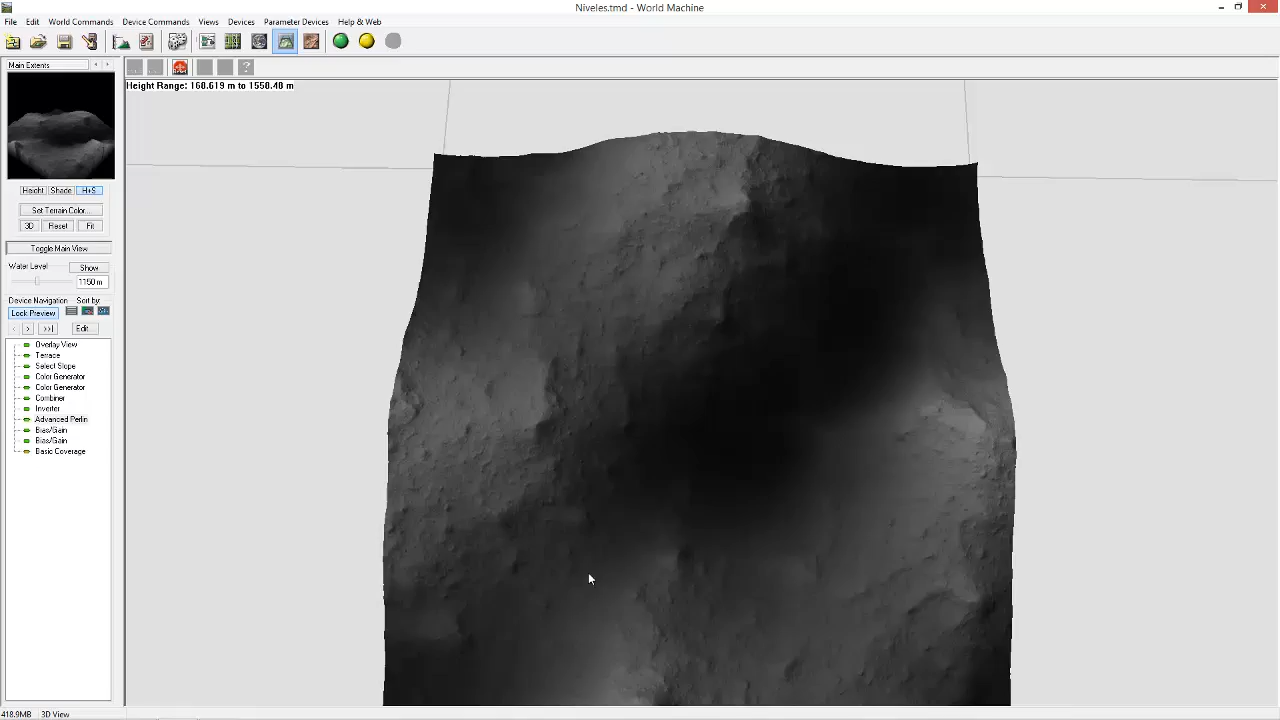 Niveles.tmd - World Machine
File Edit World Commands Device Commands Views Devices Parameter Devices Help & Web
Main Extents
Height Range: 160.619 m to 1550.40 m
Height Shade H+S
Set Terrain Color...
3D Reset Fit
Toggle Main View
Water Level Show
1150 m
Device Navigation Sort by:
Lock Preview
< > >>| Edit...
Overlay View
Terrace
Select Slope
Color Generator
Color Generator
Combiner
Inverter
Advanced Perlin
Bias/Gain
Bias/Gain
Basic Coverage
418.9MB 3D View